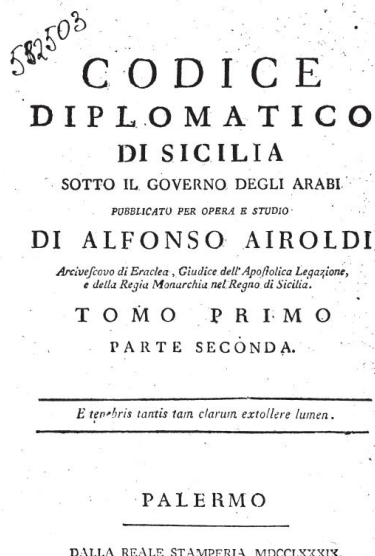 582503
CODICE
DIPLOMATICO
DI SICILIA
SOTTO IL GOVERNO DEGLI ARABI
PUBBLICATO PER OPERA E STUDIO
DI ALFONSO AIROLDI
Arciveſcovo di Eraclea, Giudice dell'Apoſtolica Legazione,
e della Regia Monarchia nel Regno di Sicilia.
TOMO PRIMO
PARTE SECONDA.
E tenebris tantis tam clarum extollere lumen.
PALERMO
DALLA REALE STAMPERIA MDCCLXXXIX.